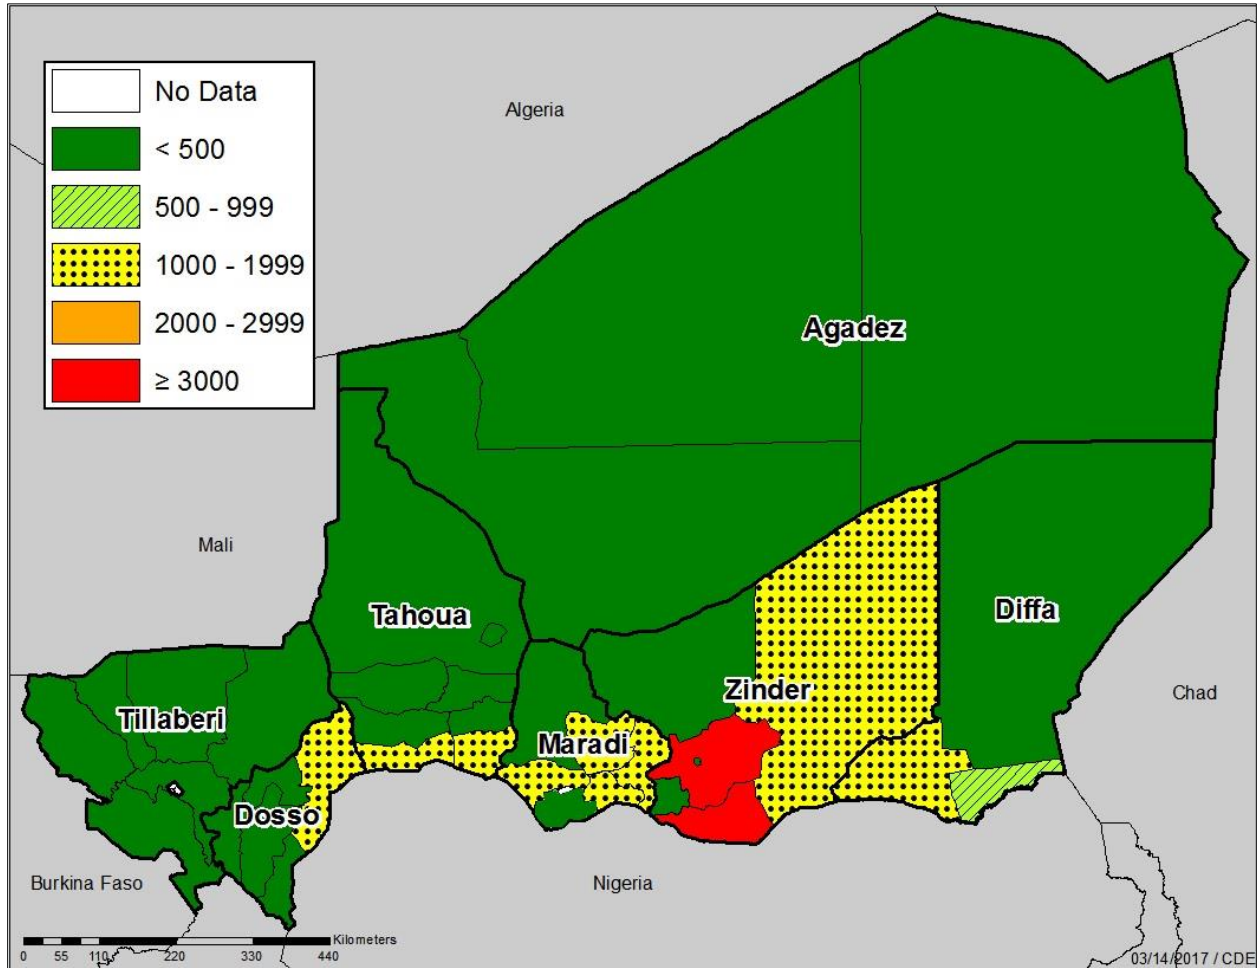 No Data
< 500
500 - 999
1000 - 1999
2000 - 2999
≥ 3000
Algeria
Agadez
Mali
Tahoua
Diffa
Zinder
Chad
Tillaberi
Maradi
Dosso
Burkina Faso
Nigeria
Kilometers
0 55 110 220 330 440
03/14/2017 / CDE